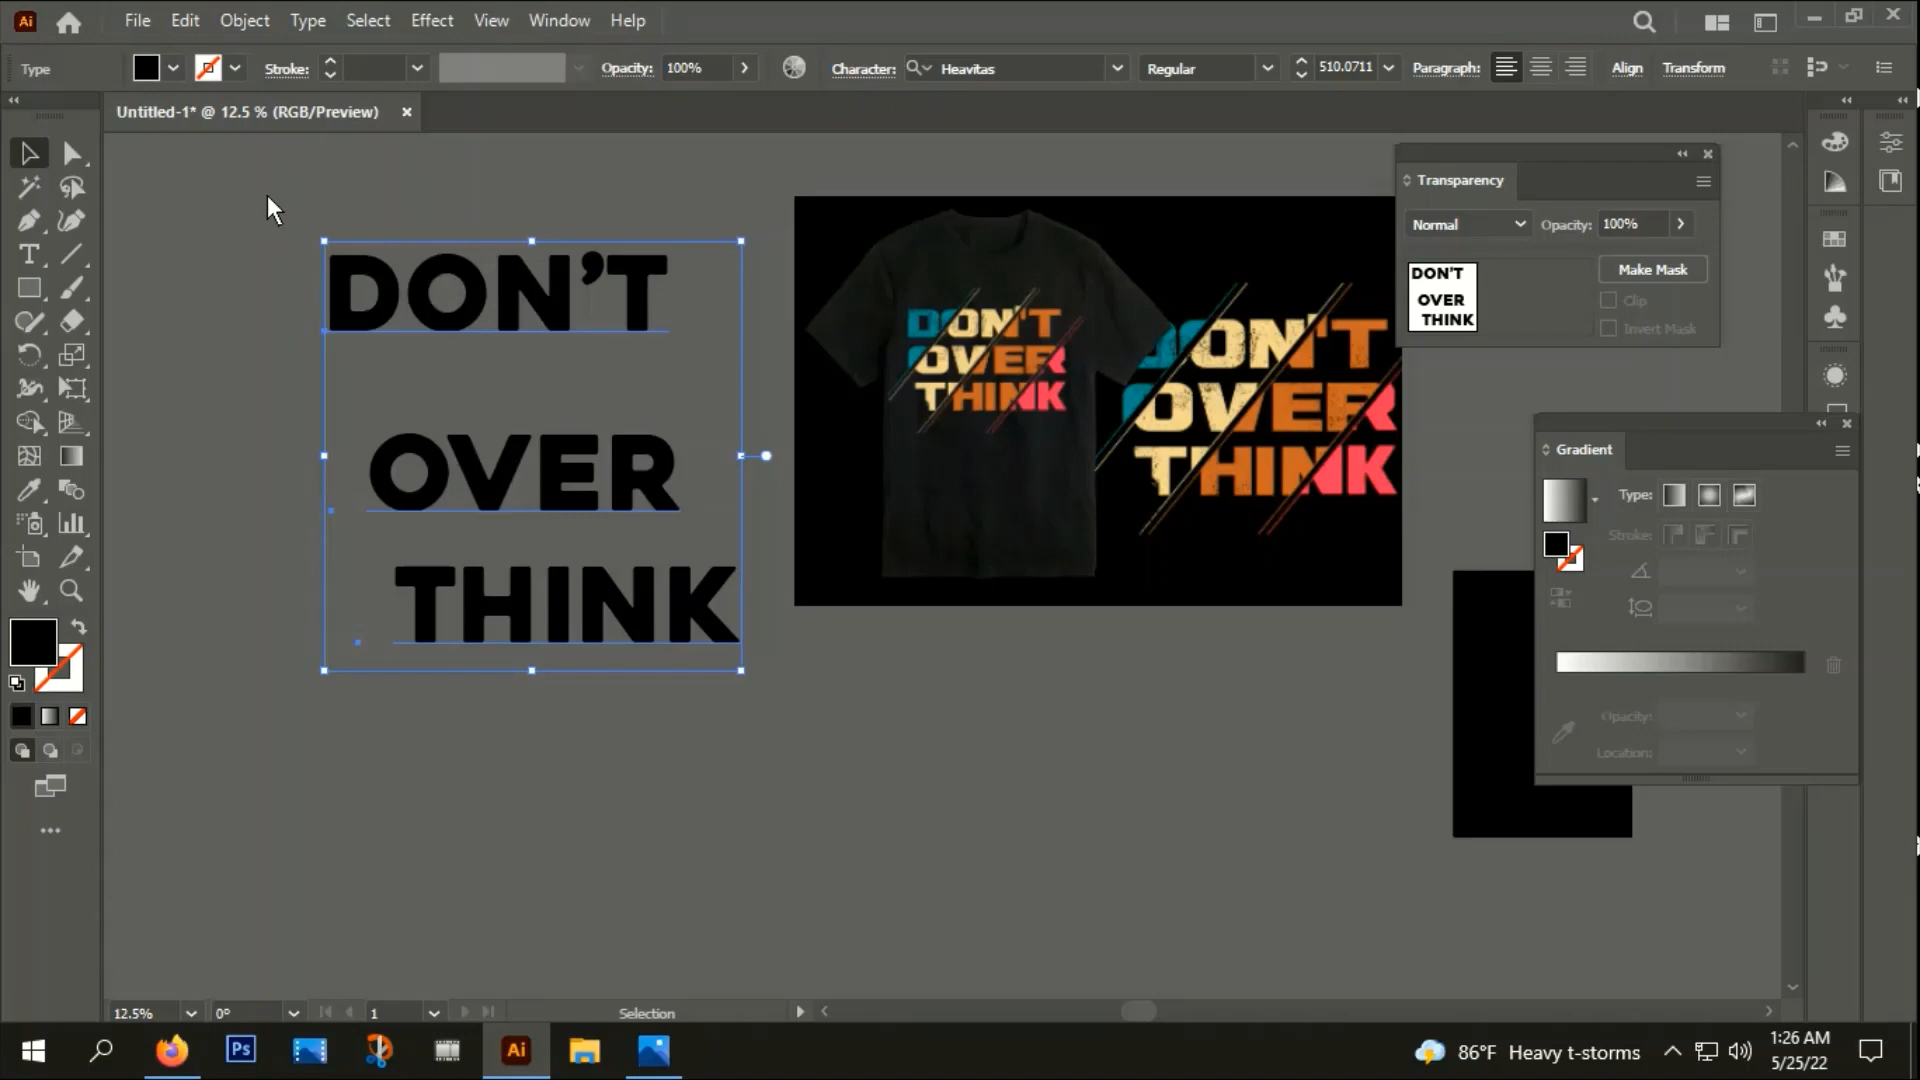 Ai File Edit Object Type Select Effect View Window Help
Type Stroke: Opacity: 100% Character: Heavitas Regular 510.0711 Paragraph: Align Transform
Untitled-1* @ 12.5 % (RGB/Preview)
DON'T
OVER
THINK
DON'T
OVER
THINK
DON'T
OVER
THINK
Transparency
Normal Opacity: 100%
DON'T
OVER
THINK
Make Mask
Clip
Invert Mask
Gradient
Type:
Stroke:
Opacity:
Location:
12.5% 0° 1 Selection
Ps Ai 86°F Heavy t-storms 1:26 AM
5/25/22